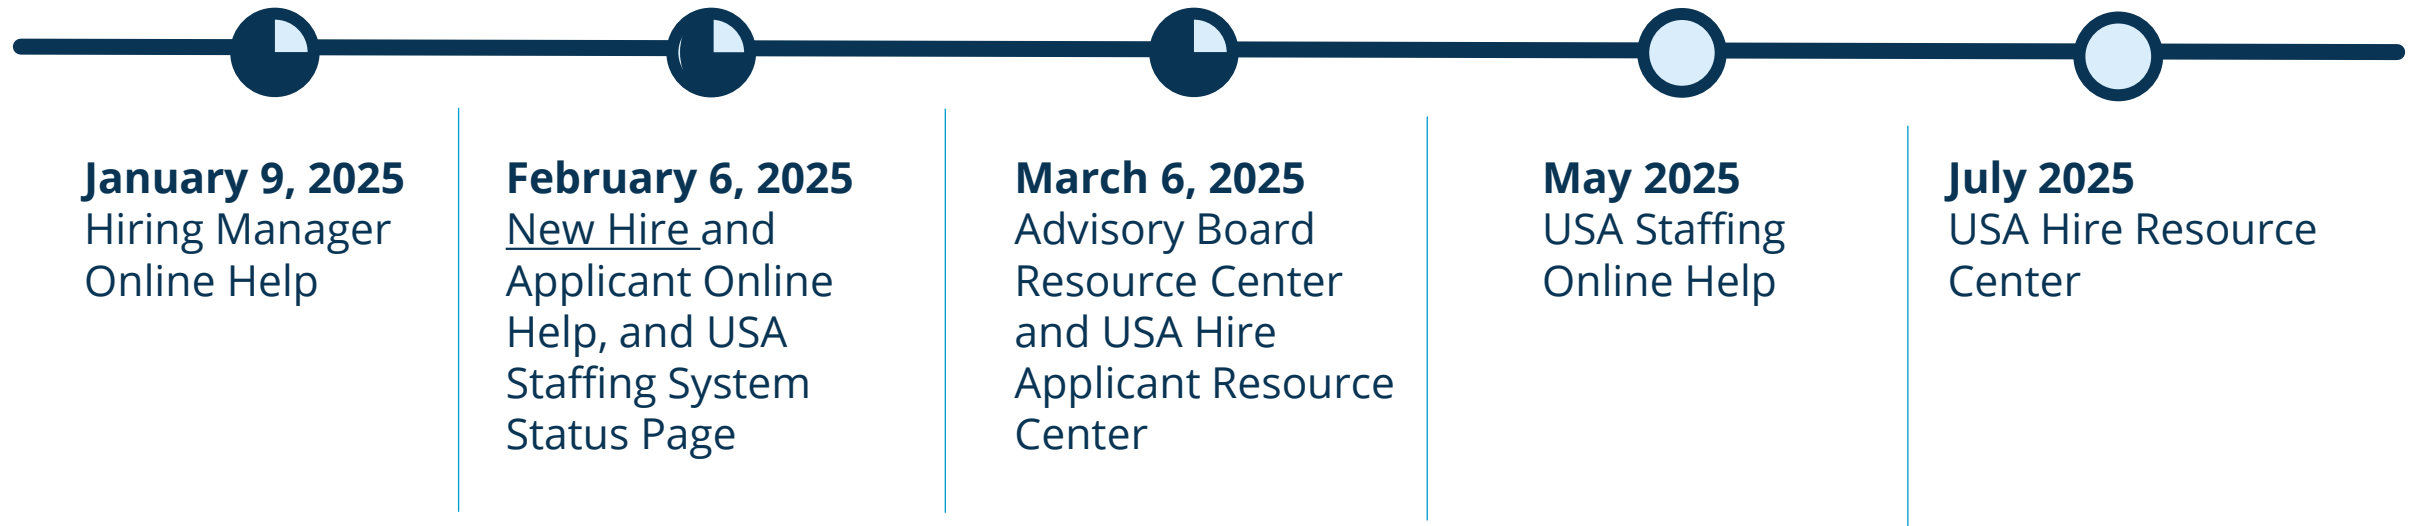 January 9, 2025
Hiring Manager
Online Help
February 6, 2025
New Hire and
Applicant Online
Help, and USA
Staffing System
Status Page
March 6, 2025
Advisory Board
Resource Center
and USA Hire
Applicant Resource
Center
May 2025
USA Staffing
Online Help
July 2025
USA Hire Resource
Center